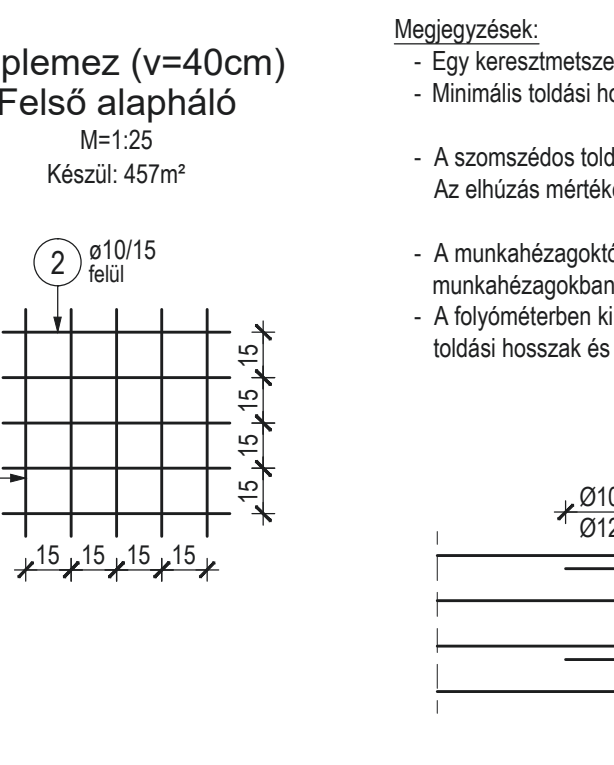 plemez (v=40cm)
Felső alapháló
M=1:25
Készül: 457m²
2
ø10/15
felül
15
15
15
15
15 15 15 15
Megjegyzések:
- Egy keresztmetsze
- Minimális toldási ho
- A szomszédos told
Az elhúzás mérték
- A munkahézagoktó
munkahézagokban
- A folyóméterben ki
toldási hosszak és
Ø10
Ø12